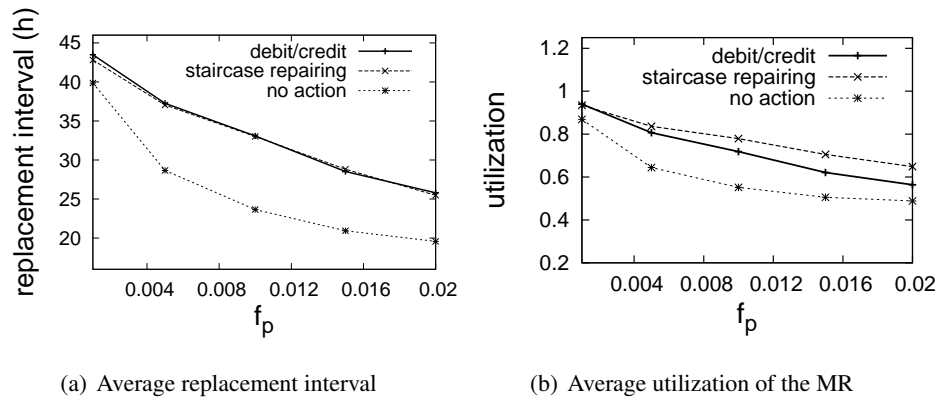 replacement interval (h)
45
40
35
30
25
20
debit/credit
staircase repairing
no action
0.004 0.008 0.012 0.016 0.02
f_p
(a) Average replacement interval
utilization
1.2
1
0.8
0.6
0.4
0.2
debit/credit
staircase repairing
no action
0.004 0.008 0.012 0.016 0.02
f_p
(b) Average utilization of the MR